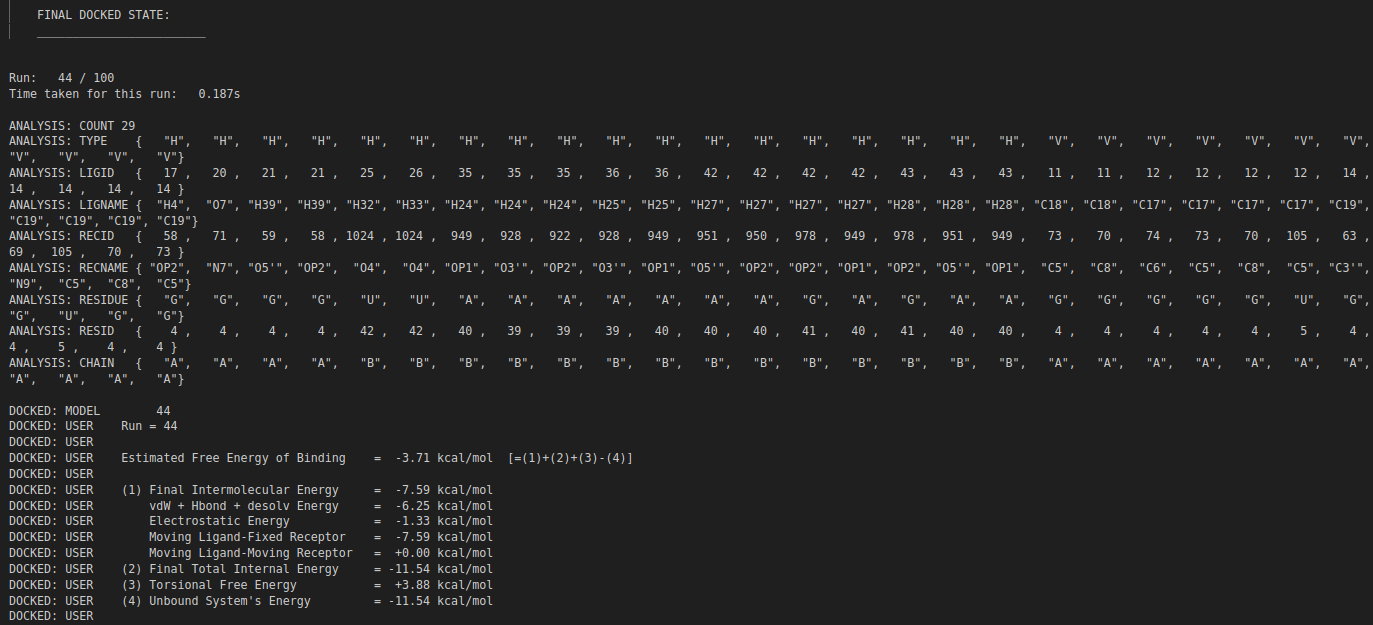 FINAL DOCKED STATE:
________________________
Run:   44 / 100
Time taken for this run:   0.187s
ANALYSIS: COUNT 29
ANALYSIS: TYPE    {   "H",   "H",   "H",   "H",   "H",   "H",   "H",   "H",   "H",   "H",   "H",   "H",   "H",   "H",   "H",   "H",   "H",   "H",   "V",   "V",   "V",   "V",   "V",   "V",   "V",
"V",   "V",   "V",   "V"}
ANALYSIS: LIGID   {   17 ,   20 ,   21 ,   21 ,   25 ,   26 ,   35 ,   35 ,   35 ,   36 ,   36 ,   42 ,   42 ,   42 ,   42 ,   43 ,   43 ,   43 ,   11 ,   11 ,   12 ,   12 ,   12 ,   12 ,   14 ,
14 ,   14 ,   14 ,   14 }
ANALYSIS: LIGNAME {  "H4",  "O7", "H39", "H39", "H32", "H33", "H24", "H24", "H24", "H25", "H25", "H27", "H27", "H27", "H27", "H28", "H28", "H28", "C18", "C18", "C17", "C17", "C17", "C17", "C19",
"C19", "C19", "C19", "C19"}
ANALYSIS: RECID   {   58 ,   71 ,   59 ,   58 , 1024 , 1024 ,  949 ,  928 ,  922 ,  928 ,  949 ,  951 ,  950 ,  978 ,  949 ,  978 ,  951 ,  949 ,   73 ,   70 ,   74 ,   73 ,   70 ,  105 ,   63 ,
69 ,  105 ,   70 ,   73 }
ANALYSIS: RECNAME { "OP2",  "N7", "O5'", "OP2",  "O4",  "O4", "OP1", "O3'", "OP2", "O3'", "OP1", "O5'", "OP2", "OP2", "OP1", "OP2", "O5'", "OP1",  "C5",  "C8",  "C6",  "C5",  "C8",  "C5", "C3'",
"N9",  "C5",  "C8",  "C5"}
ANALYSIS: RESIDUE {   "G",   "G",   "G",   "G",   "U",   "U",   "A",   "A",   "A",   "A",   "A",   "A",   "A",   "G",   "A",   "G",   "A",   "A",   "G",   "G",   "G",   "G",   "G",   "U",   "G",
"G",   "U",   "G",   "G"}
ANALYSIS: RESID   {    4 ,    4 ,    4 ,    4 ,   42 ,   42 ,   40 ,   39 ,   39 ,   39 ,   40 ,   40 ,   40 ,   41 ,   40 ,   41 ,   40 ,   40 ,    4 ,    4 ,    4 ,    4 ,    4 ,    5 ,    4 ,
4 ,    5 ,    4 ,    4 }
ANALYSIS: CHAIN   {   "A",   "A",   "A",   "A",   "B",   "B",   "B",   "B",   "B",   "B",   "B",   "B",   "B",   "B",   "B",   "B",   "B",   "B",   "A",   "A",   "A",   "A",   "A",   "A",   "A",
"A",   "A",   "A",   "A"}
DOCKED: MODEL        44
DOCKED: USER    Run = 44
DOCKED: USER
DOCKED: USER    Estimated Free Energy of Binding    =  -3.71 kcal/mol  [=(1)+(2)+(3)-(4)]
DOCKED: USER
DOCKED: USER    (1) Final Intermolecular Energy     =  -7.59 kcal/mol
DOCKED: USER        vdW + Hbond + desolv Energy     =  -6.25 kcal/mol
DOCKED: USER        Electrostatic Energy            =  -1.33 kcal/mol
DOCKED: USER        Moving Ligand-Fixed Receptor    =  -7.59 kcal/mol
DOCKED: USER        Moving Ligand-Moving Receptor   =  +0.00 kcal/mol
DOCKED: USER    (2) Final Total Internal Energy     = -11.54 kcal/mol
DOCKED: USER    (3) Torsional Free Energy           =  +3.88 kcal/mol
DOCKED: USER    (4) Unbound System's Energy         = -11.54 kcal/mol
DOCKED: USER